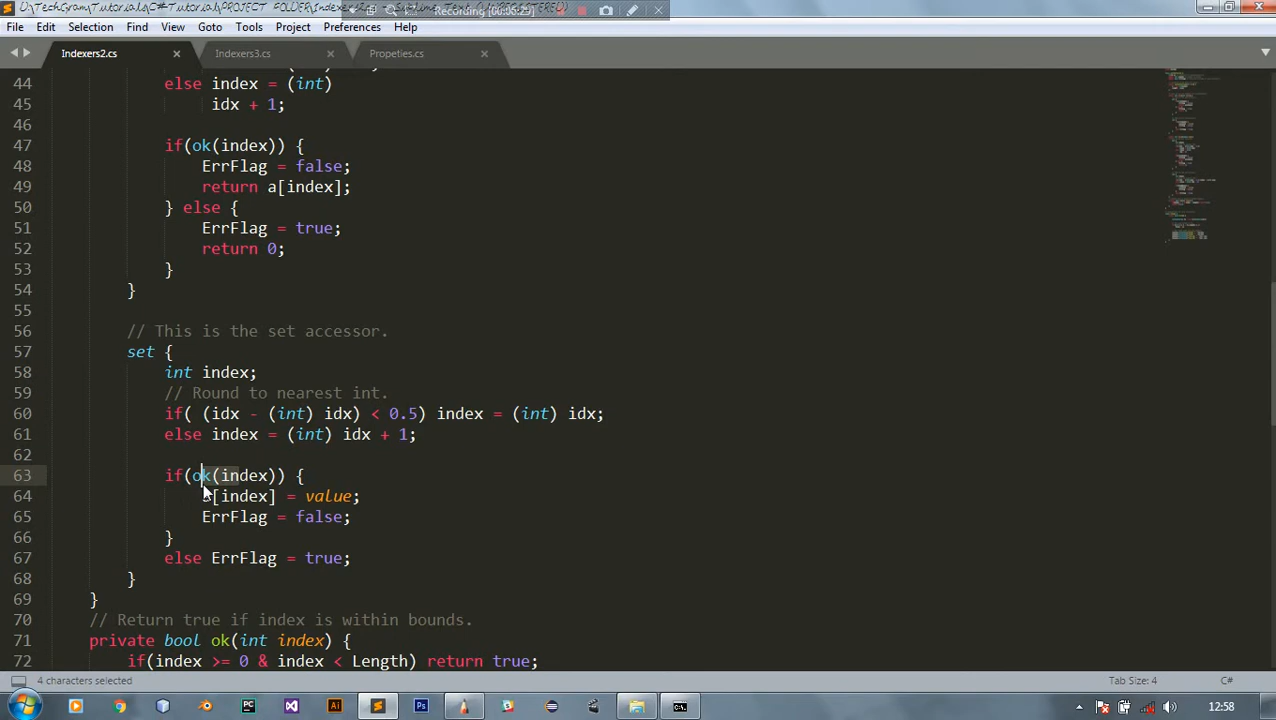 Recording [00:06:29]
File Edit Selection Find View Goto Tools Project Preferences Help
Indexers2.cs Indexers3.cs Propeties.cs
44 else index = (int)
45 idx + 1;
46
47 if(ok(index)) {
48 ErrFlag = false;
49 return a[index];
50 } else {
51 ErrFlag = true;
52 return 0;
53 }
54 }
55
56 // This is the set accessor.
57 set {
58 int index;
59 // Round to nearest int.
60 if( (idx - (int) idx) < 0.5) index = (int) idx;
61 else index = (int) idx + 1;
62
63 if(ok(index)) {
64 a[index] = value;
65 ErrFlag = false;
66 }
67 else ErrFlag = true;
68 }
69 }
70 // Return true if index is within bounds.
71 private bool ok(int index) {
72 if(index >= 0 & index < Length) return true;
4 characters selected Tab Size: 4 C#
12:58